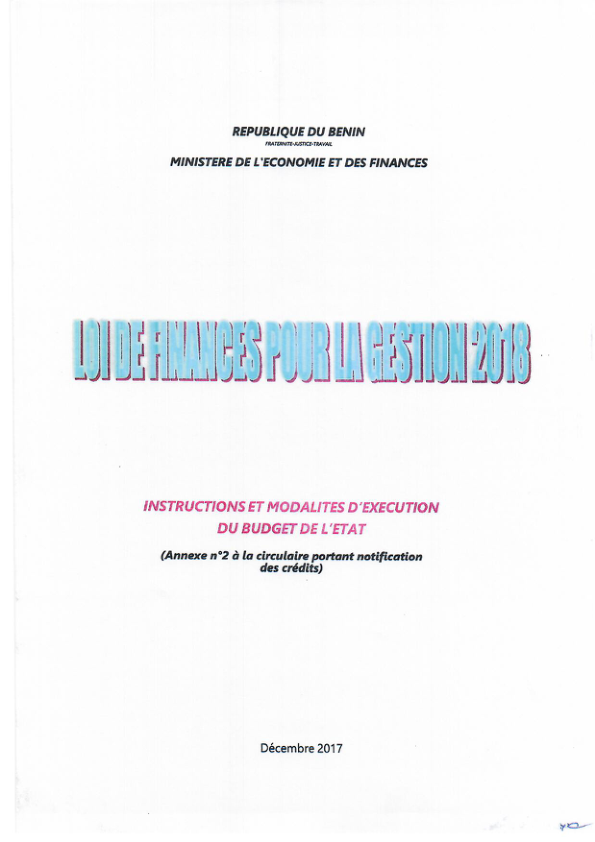 REPUBLIQUE DU BENIN
FRATERNITE-JUSTICE-TRAVAIL
MINISTERE DE L'ECONOMIE ET DES FINANCES
LOI DE FINANCES POUR LA GESTION 2018
INSTRUCTIONS ET MODALITES D'EXECUTION
DU BUDGET DE L'ETAT
(Annexe n°2 à la circulaire portant notification
des crédits)
Décembre 2017